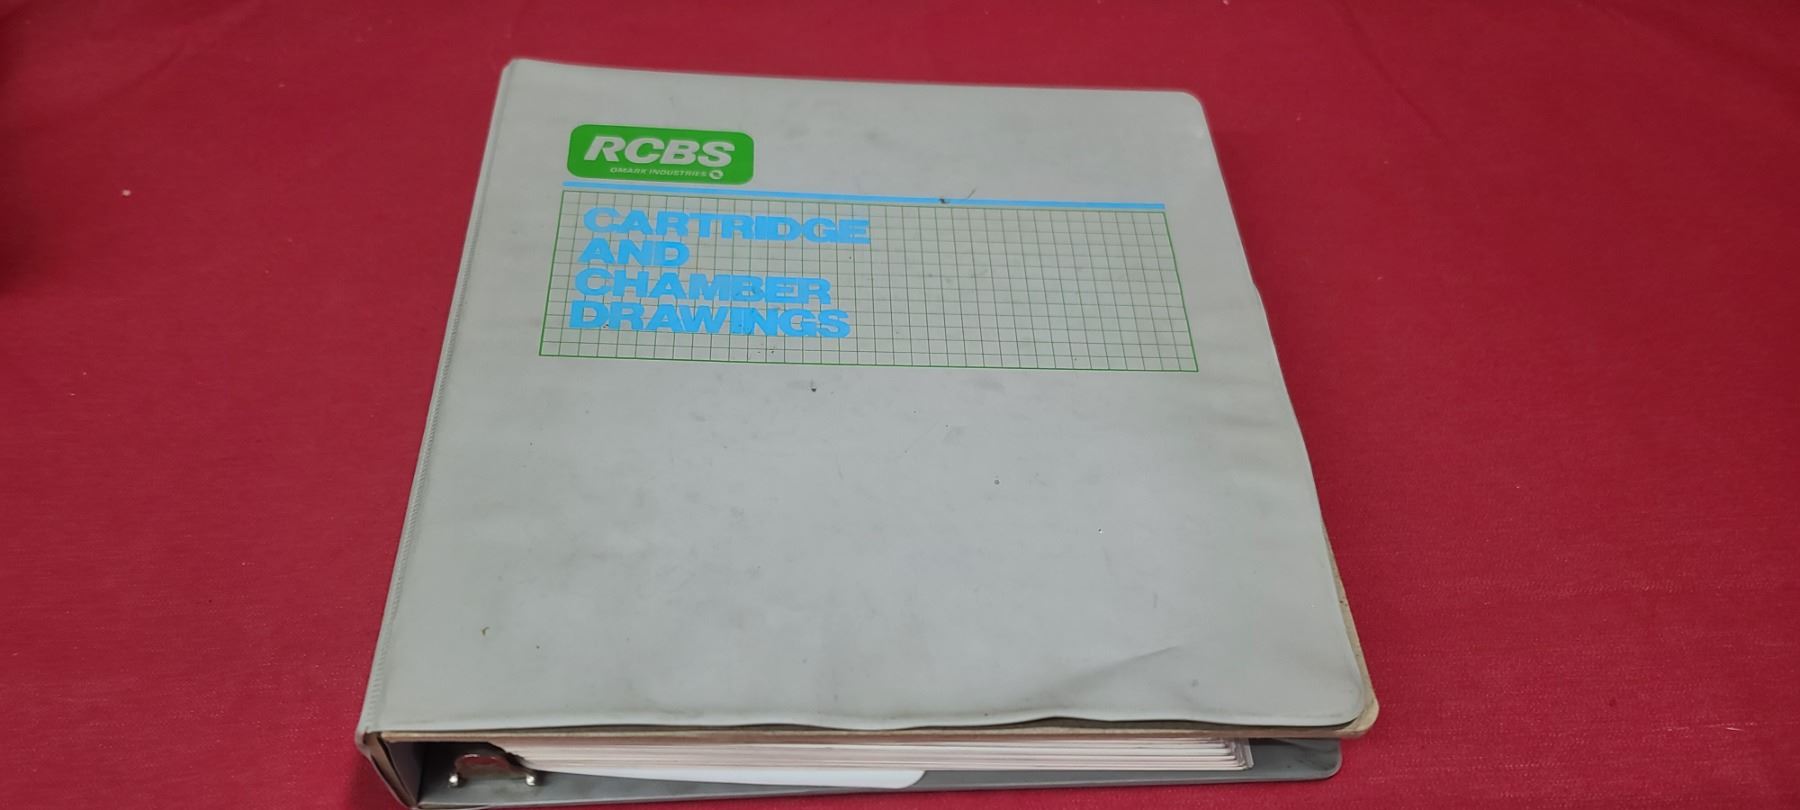 RCBS
OMARK INDUSTRIES
CARTRIDGE
AND
CHAMBER
DRAWINGS